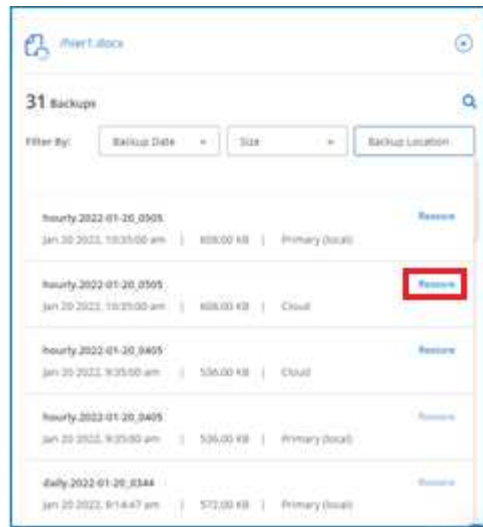 /hier1.docx
31 Backups
Filter By: Backup Date Size Backup Location
hourly.2022-01-20_0505 Restore
Jan 20 2022, 10:35:00 am | 608.00 KB | Primary (local)
hourly.2022-01-20_0505 Restore
Jan 20 2022, 10:35:00 am | 608.00 KB | Cloud
hourly.2022-01-20_0405 Restore
Jan 20 2022, 9:35:00 am | 536.00 KB | Cloud
hourly.2022-01-20_0405 Restore
Jan 20 2022, 9:35:00 am | 536.00 KB | Primary (local)
daily.2022-01-20_0344 Restore
Jan 20 2022, 9:14:47 am | 572.00 KB | Primary (local)